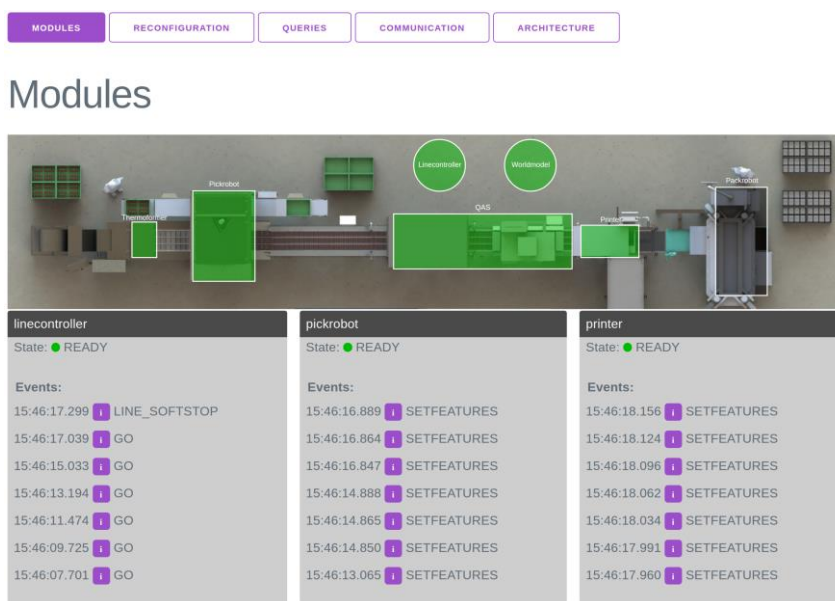 MODULES RECONFIGURATION QUERIES COMMUNICATION ARCHITECTURE
Modules
Linecontroller Worldmodel
Pickrobot Packrobot
QAS
Thermoformer Printer
linecontroller
State: READY
Events:
15:46:17.299 i LINE_SOFTSTOP
15:46:17.039 i GO
15:46:15.033 i GO
15:46:13.194 i GO
15:46:11.474 i GO
15:46:09.725 i GO
15:46:07.701 i GO
pickrobot
State: READY
Events:
15:46:16.889 i SETFEATURES
15:46:16.864 i SETFEATURES
15:46:16.847 i SETFEATURES
15:46:14.888 i SETFEATURES
15:46:14.865 i SETFEATURES
15:46:14.850 i SETFEATURES
15:46:13.065 i SETFEATURES
printer
State: READY
Events:
15:46:18.156 i SETFEATURES
15:46:18.124 i SETFEATURES
15:46:18.096 i SETFEATURES
15:46:18.062 i SETFEATURES
15:46:18.034 i SETFEATURES
15:46:17.991 i SETFEATURES
15:46:17.960 i SETFEATURES